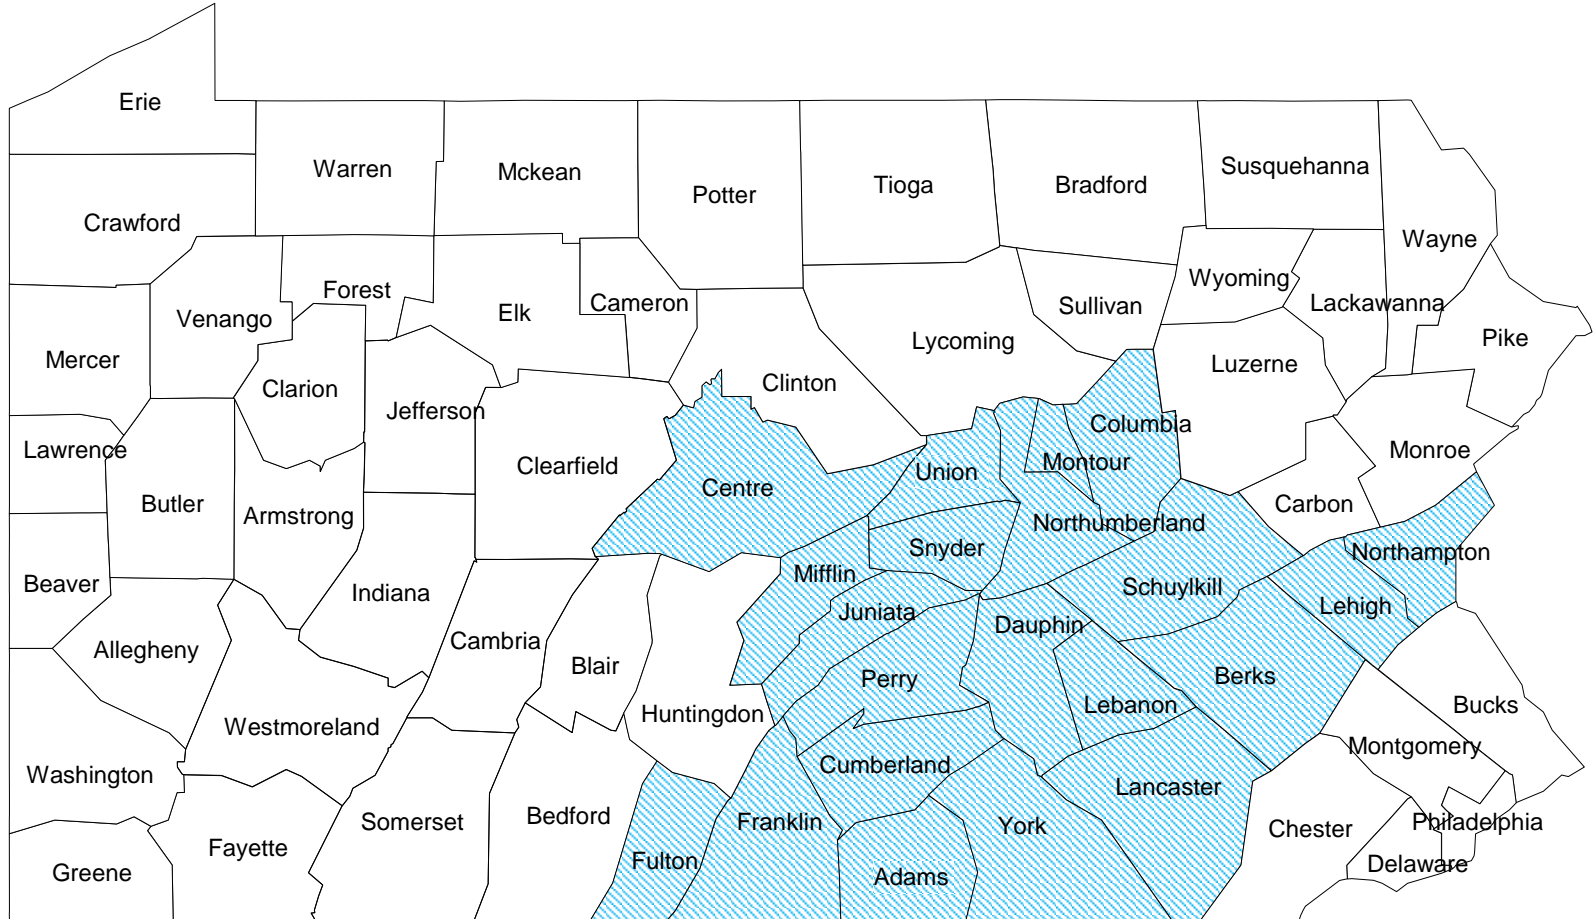 Erie
Warren
Mckean
Potter
Tioga
Bradford
Susquehanna
Crawford
Wayne
Forest
Venango
Elk
Cameron
Sullivan
Wyoming
Lackawanna
Mercer
Clarion
Jefferson
Clinton
Lycoming
Luzerne
Pike
Lawrence
Butler
Armstrong
Clearfield
Centre
Union
Montour
Columbia
Monroe
Carbon
Beaver
Indiana
Mifflin
Snyder
Northumberland
Northampton
Allegheny
Cambria
Blair
Juniata
Dauphin
Schuylkill
Lehigh
Westmoreland
Huntingdon
Perry
Lebanon
Berks
Bucks
Washington
Cumberland
Lancaster
Montgomery
Greene
Fayette
Somerset
Bedford
Fulton
Franklin
Adams
York
Chester
Philadelphia
Delaware